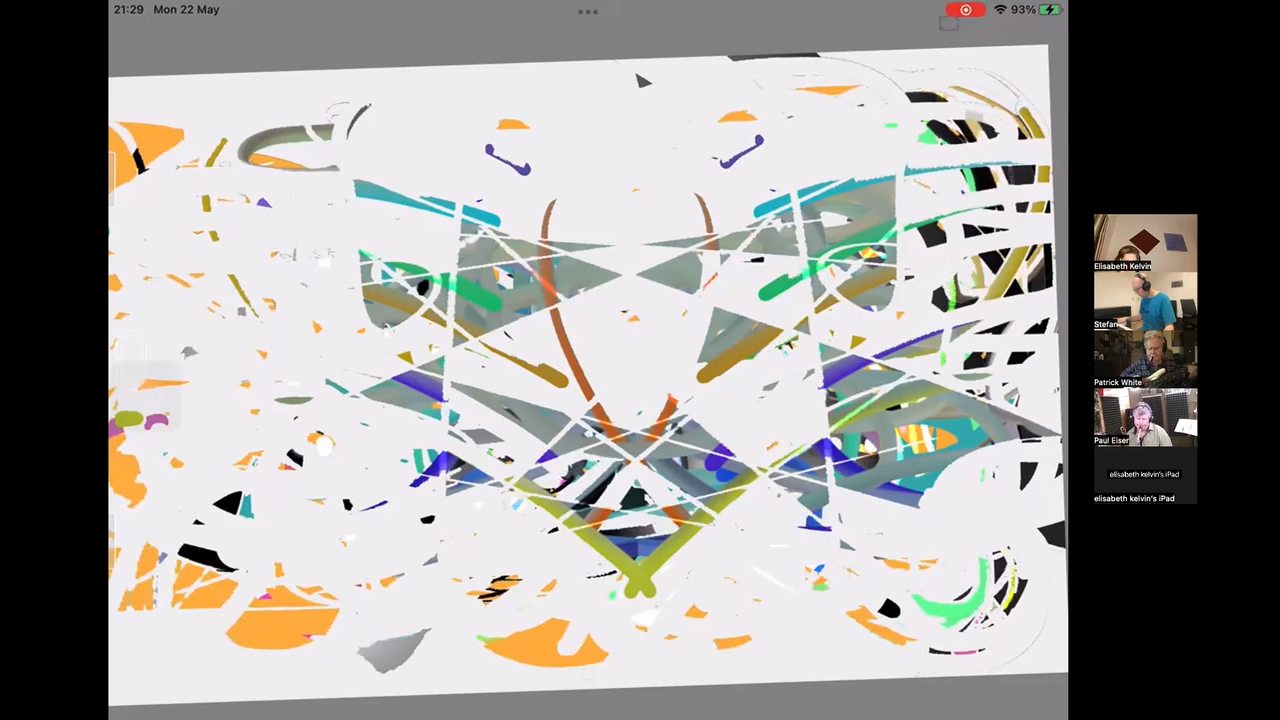 21:29 Mon 22 May
93%
Elisabeth Kelvin
Stefan
Patrick White
Paul Eiser
elisabeth kelvin's iPad
elisabeth kelvin's iPad